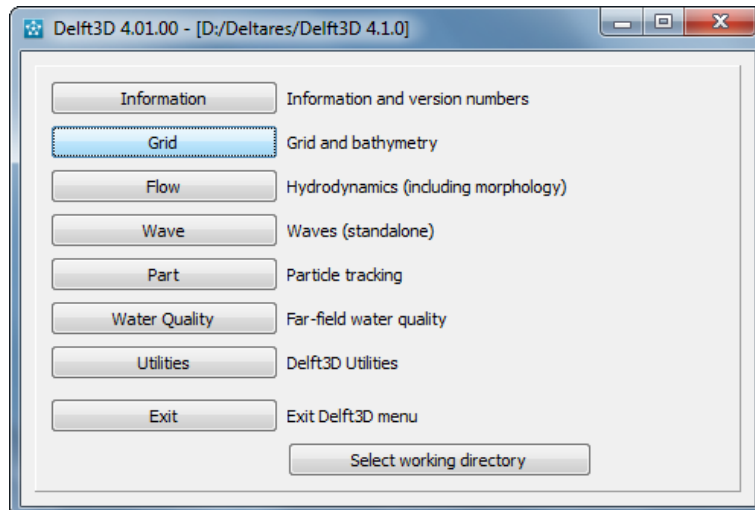 Delft3D 4.01.00 - [D:/Deltares/Delft3D 4.1.0]
Information Information and version numbers
Grid Grid and bathymetry
Flow Hydrodynamics (including morphology)
Wave Waves (standalone)
Part Particle tracking
Water Quality Far-field water quality
Utilities Delft3D Utilities
Exit Exit Delft3D menu
Select working directory